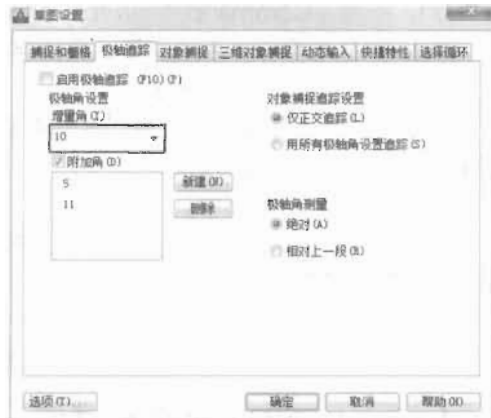 草图设置
捕捉和栅格 极轴追踪 对象捕捉 三维对象捕捉 动态输入 快捷特性 选择循环
启用极轴追踪 (F10)(P)
极轴角设置
增量角(I)
10
附加角(D)
5
11
新建(N)
删除
对象捕捉追踪设置
仅正交追踪(L)
用所有极轴角设置追踪(S)
极轴角测量
绝对(A)
相对上一段(R)
选项(T)...
确定 取消 帮助(H)